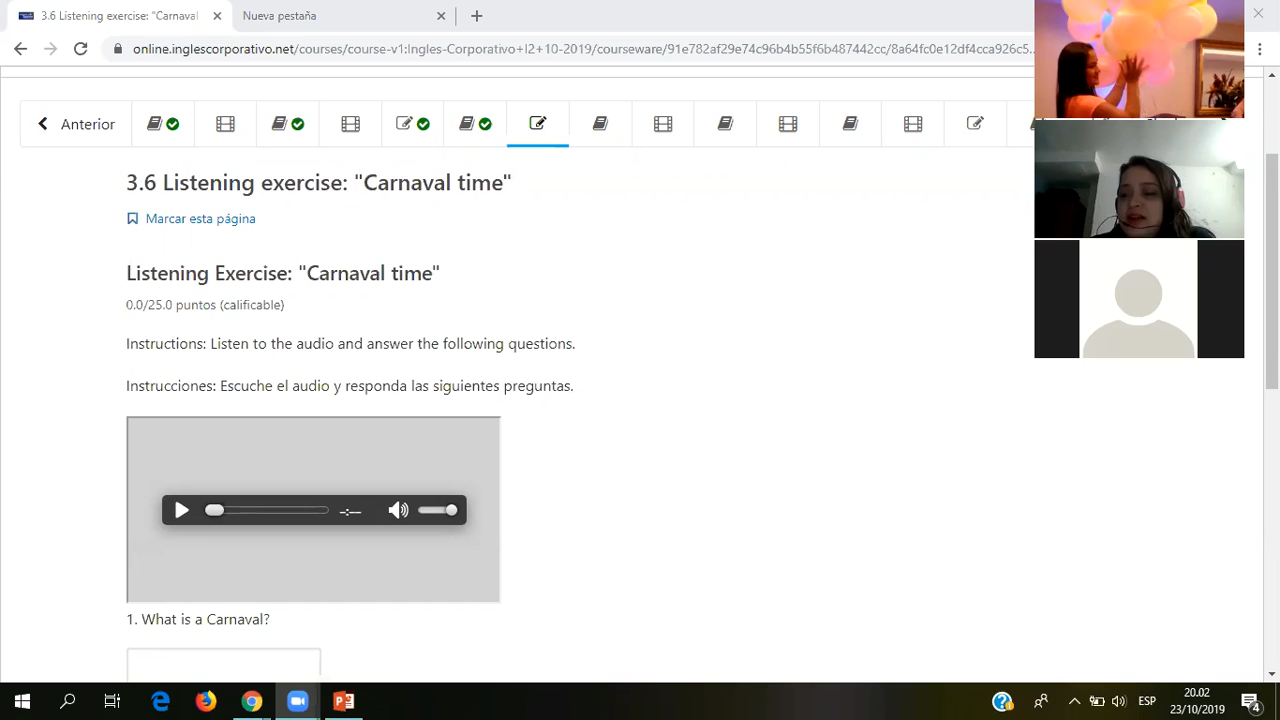 3.6 Listening exercise: "Carnaval
Nueva pestaña
online.inglescorporativo.net/courses/course-v1:Ingles-Corporativo+I2+10-2019/courseware/91e782af29e74c96b4b55f6b487442cc/8a64fc0e12df4cca926c5...
Anterior
3.6 Listening exercise: "Carnaval time"
Marcar esta página
Listening Exercise: "Carnaval time"
0.0/25.0 puntos (calificable)
Instructions: Listen to the audio and answer the following questions.
Instrucciones: Escuche el audio y responda las siguientes preguntas.
-:--
1. What is a Carnaval?
ESP
20.02
23/10/2019
4